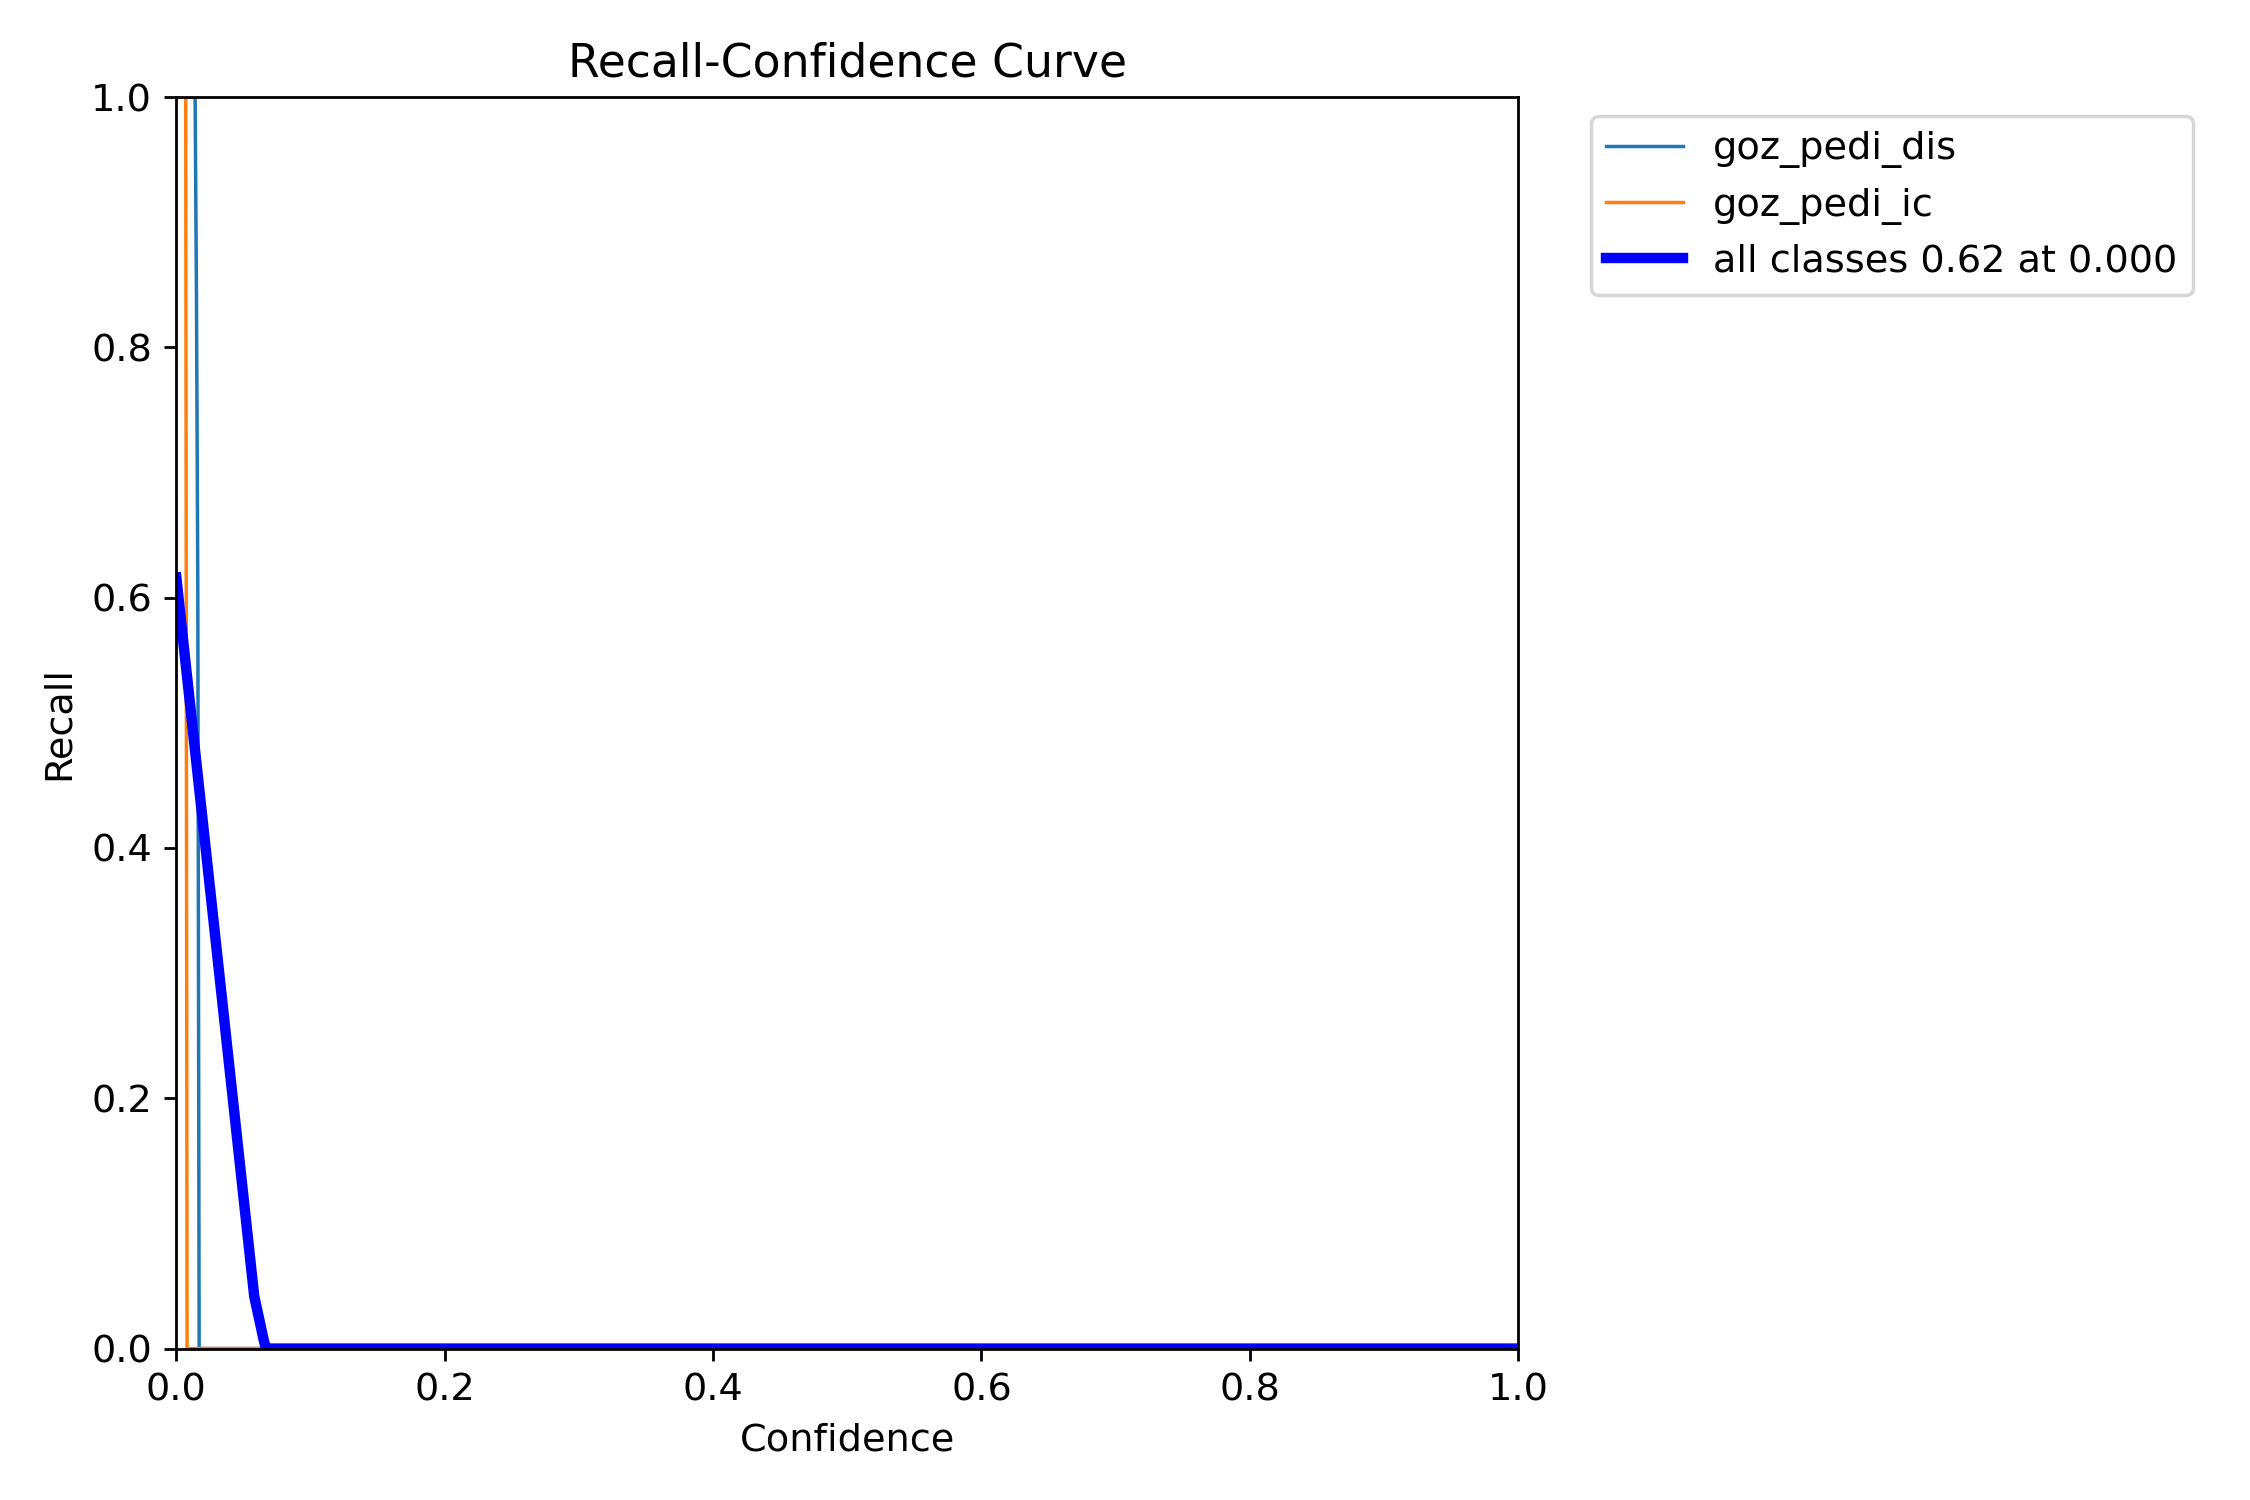 Recall-Confidence Curve
1.0
0.8
0.6
0.4
0.2
0.0
Recall
0.0 0.2 0.4 0.6 0.8 1.0
Confidence
goz_pedi_dis
goz_pedi_ic
all classes 0.62 at 0.000